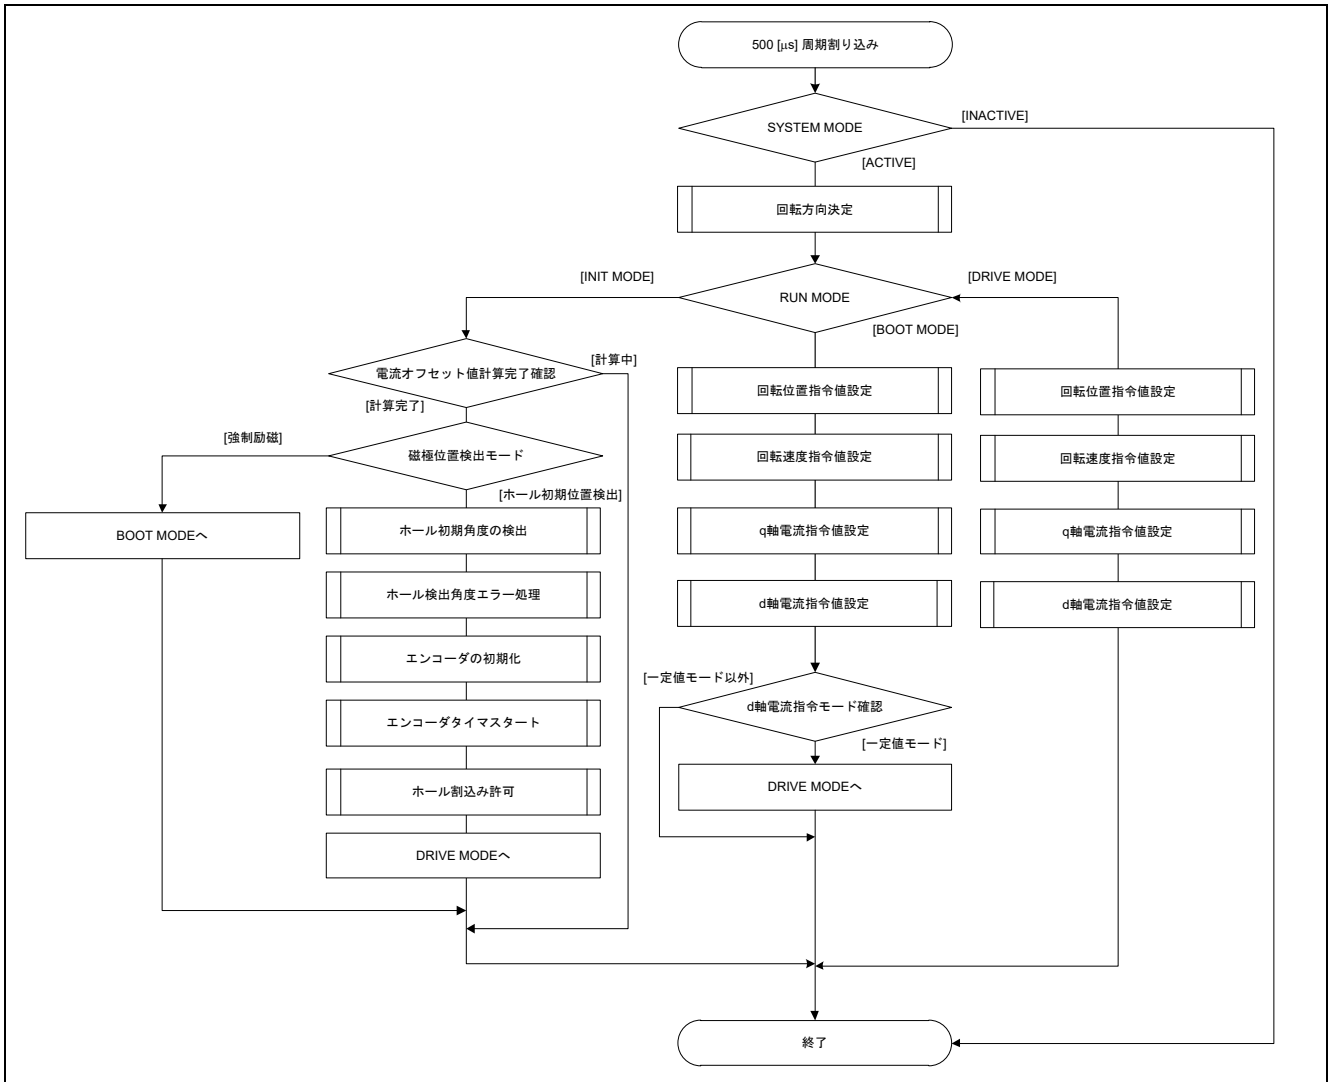 500 [μs] 周期割り込み
SYSTEM MODE
[INACTIVE]
[ACTIVE]
回転方向決定
[INIT MODE]
RUN MODE
[DRIVE MODE]
[BOOT MODE]
電流オフセット値計算完了確認
[計算中]
[計算完了]
[強制励磁]
磁極位置検出モード
[ホール初期位置検出]
BOOT MODEへ
ホール初期角度の検出
ホール検出角度エラー処理
エンコーダの初期化
エンコーダタイマスタート
ホール割込み許可
DRIVE MODEへ
回転位置指令値設定
回転速度指令値設定
q軸電流指令値設定
d軸電流指令値設定
[一定値モード以外]
d軸電流指令モード確認
[一定値モード]
DRIVE MODEへ
回転位置指令値設定
回転速度指令値設定
q軸電流指令値設定
d軸電流指令値設定
終了